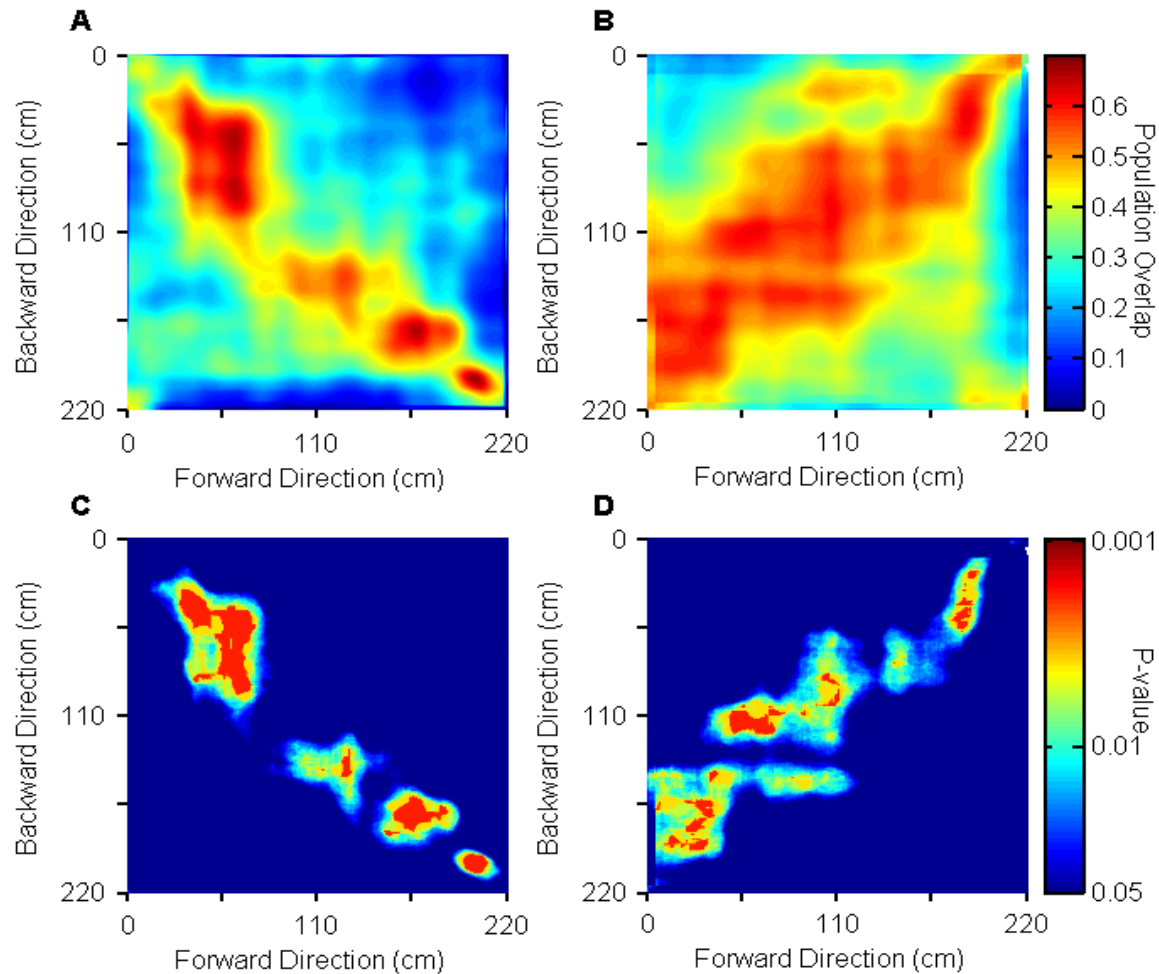 A
B
0
110
220
Backward Direction (cm)
0
110
220
Forward Direction (cm)
0
110
220
Backward Direction (cm)
0
110
220
Forward Direction (cm)
0.6
0.5
0.4
0.3
0.2
0.1
0
Population Overlap
C
D
0
110
220
Backward Direction (cm)
0
110
220
Forward Direction (cm)
0
110
220
Backward Direction (cm)
0
110
220
Forward Direction (cm)
0.001
0.01
0.05
P-value